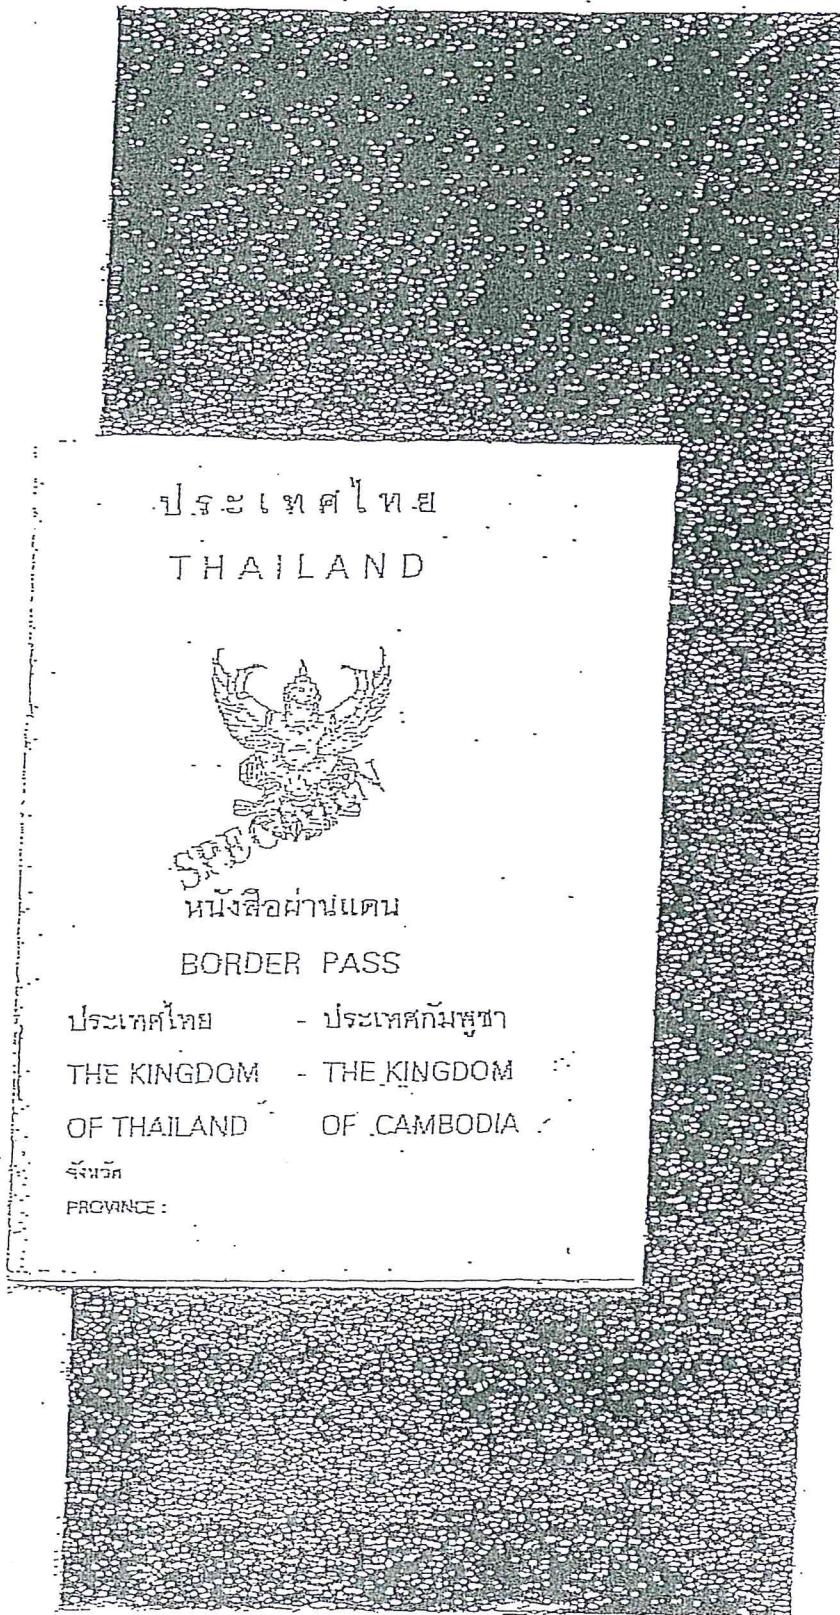 ประเทศไทย
THAILAND
SPECIMEN
หนังสือผ่านแดน
BORDER PASS
ประเทศไทย - ประเทศกัมพูชา
THE KINGDOM - THE KINGDOM
OF THAILAND OF CAMBODIA
จังหวัด
PROVINCE :